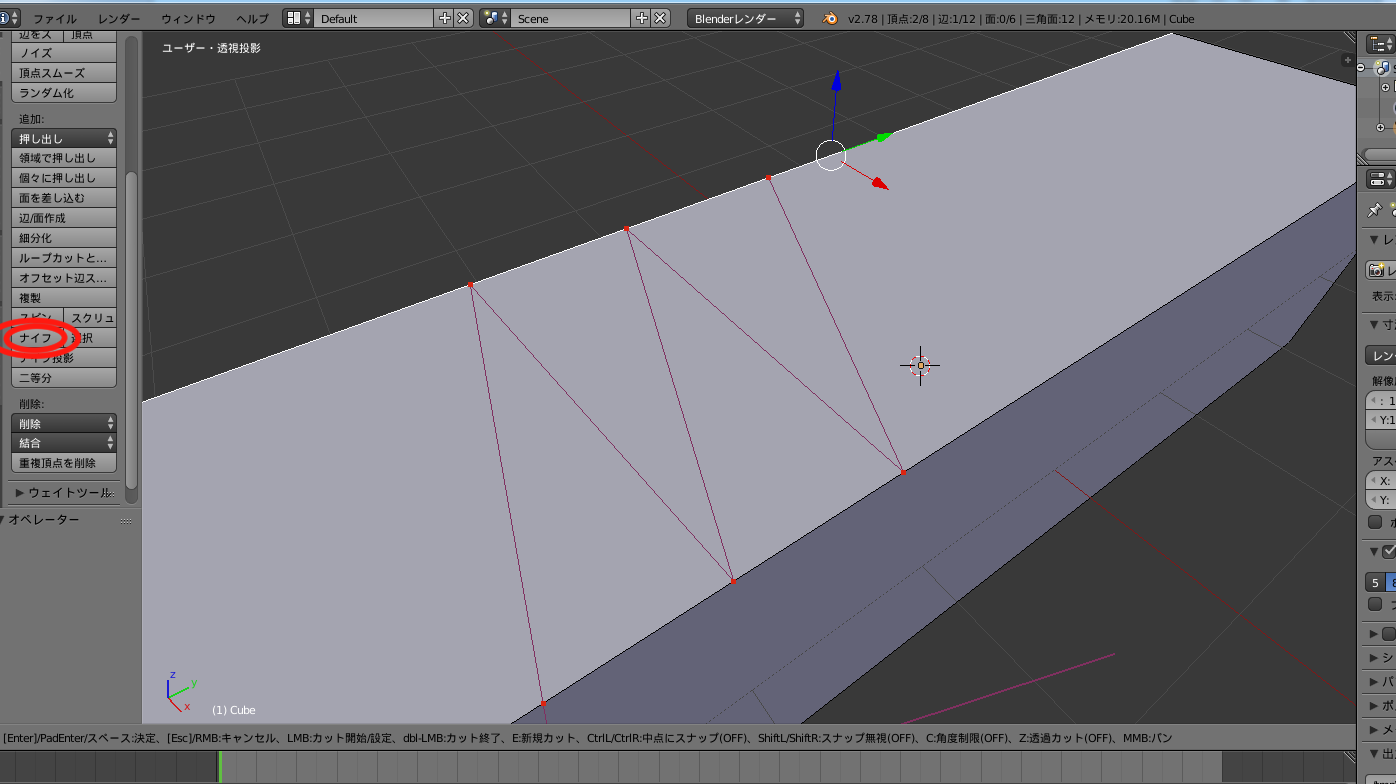 ファイル レンダー ウィンドウ ヘルプ Default Scene Blenderレンダー v2.78 | 頂点:2/8 | 辺:1/12 | 面:0/6 | 三角面:12 | メモリ:20.16M | Cube
ユーザー・透視投影
辺をス 頂点
ノイズ
頂点スムーズ
ランダム化
追加:
押し出し
領域で押し出し
個々に押し出し
面を差し込む
辺/面作成
細分化
ループカットと...
オフセット辺ス...
複製
スピン スクリュ
ナイフ 選択
ナイフ投影
二等分
削除:
削除
結合
重複頂点を削除
ウェイトツール
オペレーター
z
y
x
(1) Cube
レン
表示:
寸
レン
解像
: 1
Y:1
アス
X:
Y:
5
シ
パ
ポ
メ
出
[Enter]/PadEnter/スペース:決定、[Esc]/RMB:キャンセル、LMB:カット開始/設定、dbl-LMB:カット終了、E:新規カット、CtrlL/CtrlR:中点にスナップ(OFF)、ShiftL/ShiftR:スナップ無視(OFF)、C:角度制限(OFF)、Z:透過カット(OFF)、MMB:パン